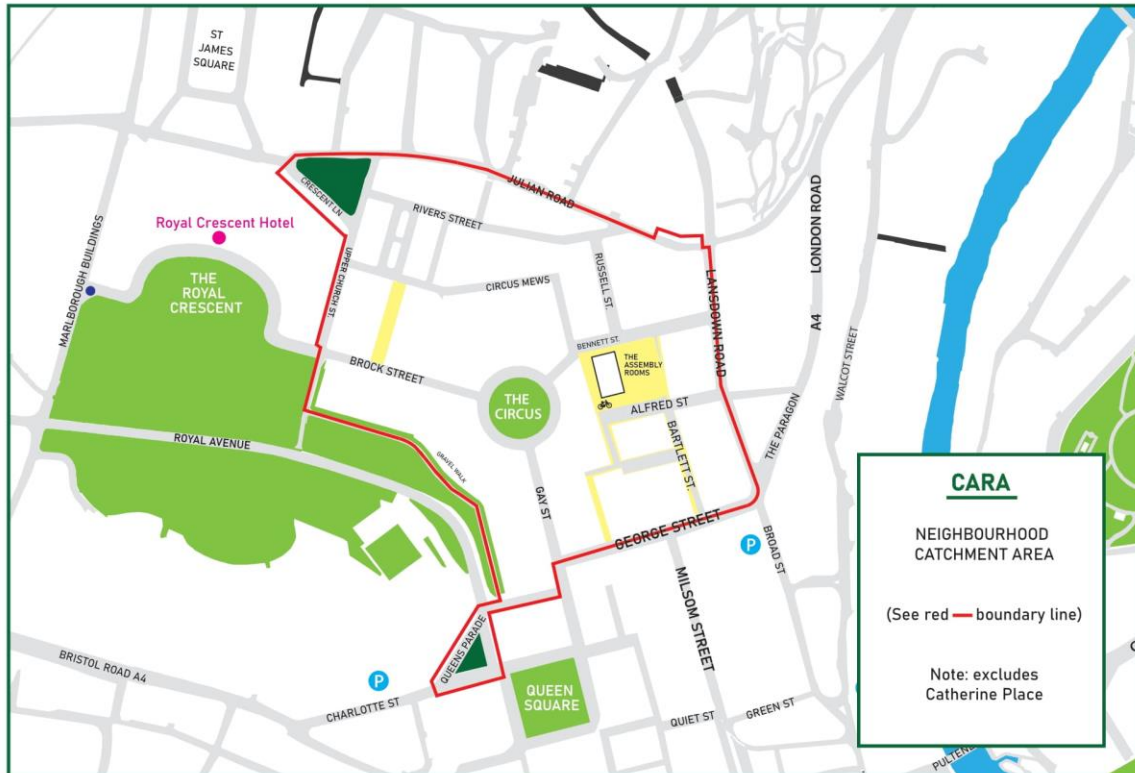 ST
JAMES
SQUARE
CRESCENT LN
JULIAN ROAD
RIVERS STREET
Royal Crescent Hotel
MARLBOROUGH BUILDINGS
THE
ROYAL
CRESCENT
UPPER CHURCH ST.
CIRCUS MEWS
RUSSELL ST.
LANSDOWN ROAD
A4 LONDON ROAD
WALCOT STREET
BENNETT ST.
THE
ASSEMBLY
ROOMS
BROCK STREET
THE
CIRCUS
ALFRED ST
BARTLETT ST.
THE PARAGON
ROYAL AVENUE
GRAVEL WALK
GAY ST
GEORGE STREET
P
BROAD ST
MILSOM STREET
QUEENS PARADE
BRISTOL ROAD A4
P
CHARLOTTE ST
QUEEN
SQUARE
QUIET ST
GREEN ST
CARA
NEIGHBOURHOOD
CATCHMENT AREA
(See red — boundary line)
Note: excludes
Catherine Place